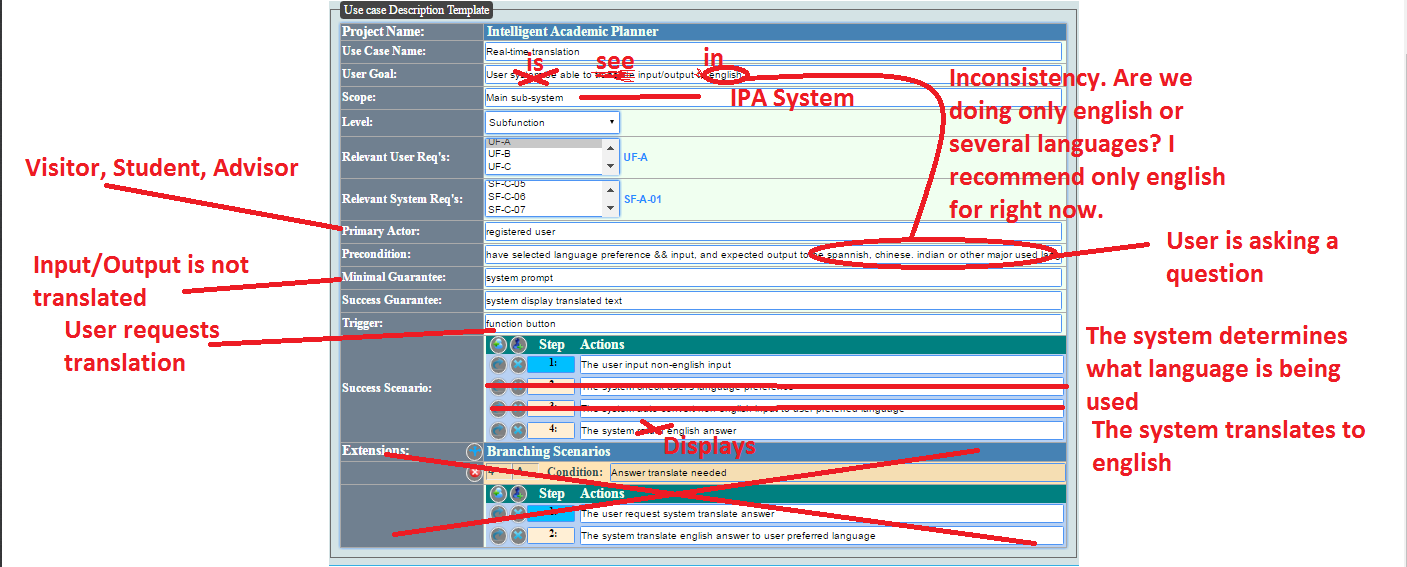 Use case Description Template
Project Name: Intelligent Academic Planner
Use Case Name: Real-time translation
is see in
User Goal: User system be able to input/output english
Scope: Main sub-system IPA System
Inconsistency. Are we
doing only english or
several languages? I
recommend only english
for right now.
Level: Subfunction
UF-A
UF-B
UF-C
Relevant User Req's: UF-A
Visitor, Student, Advisor
SF-C-05
SF-C-06
SF-C-07
Relevant System Req's: SF-A-01
Primary Actor: registered user
Precondition: have selected language preference && input, and expected output to be spannish, chinese. indian or other major used lang
User is asking a
question
Input/Output is not
translated
Minimal Guarantee: system prompt
Success Guarantee: system display translated text
User requests
translation
Trigger: function button
Step Actions
Success Scenario:
1: The user input non-english input
2: The system check user's language preference
3: The system auto convert non-english input to user preferred language
4: The system english answer
Displays
The system determines
what language is being
used
The system translates to
english
Extensions: Branching Scenarios
4 A Condition: Answer translate needed
Step Actions
1: The user request system translate answer
2: The system translate english answer to user preferred language